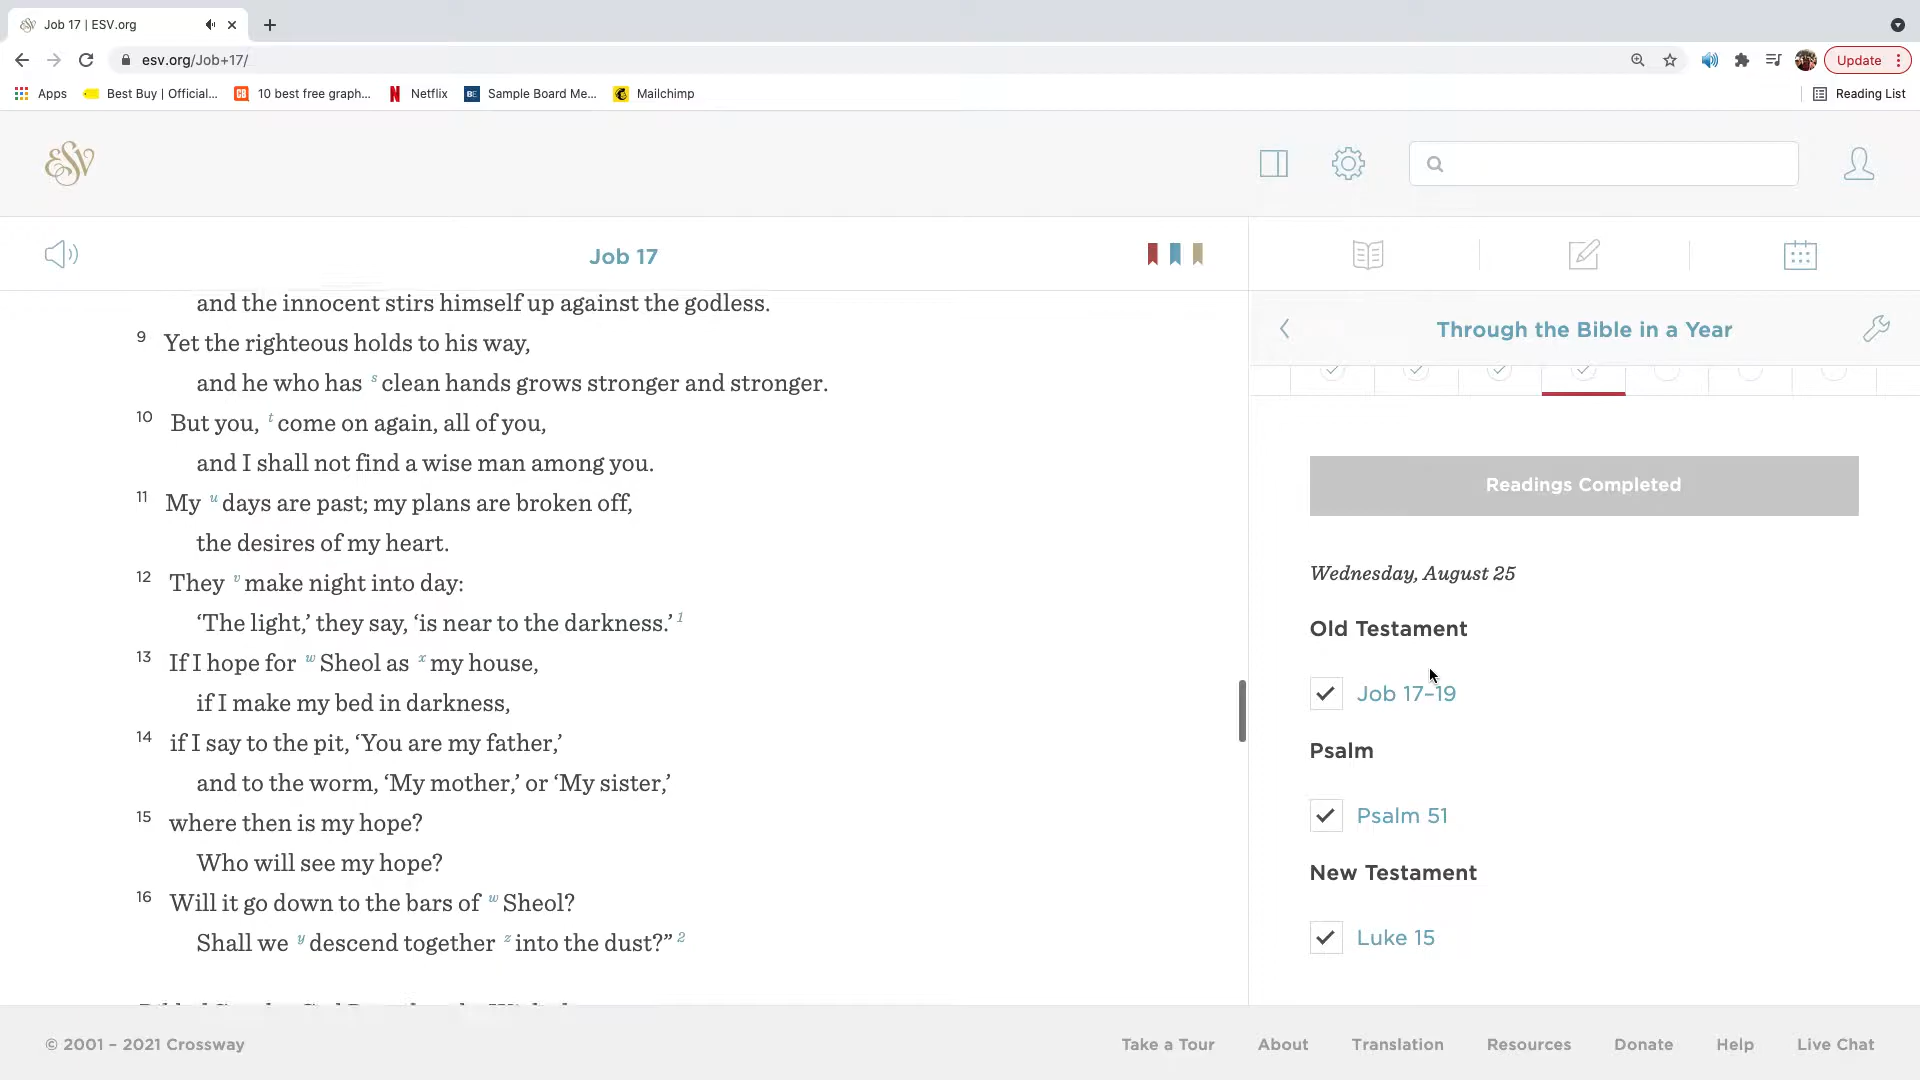 Job 17 | ESV.org
esv.org/Job+17/
Update
Apps
Best Buy | Official...
10 best free graph...
Netflix
Sample Board Me...
Mailchimp
Reading List
ESV
Job 17
and the innocent stirs himself up against the godless.
9 Yet the righteous holds to his way,
and he who has s clean hands grows stronger and stronger.
10 But you, t come on again, all of you,
and I shall not find a wise man among you.
11 My u days are past; my plans are broken off,
the desires of my heart.
12 They v make night into day:
‘The light,’ they say, ‘is near to the darkness.’ 1
13 If I hope for w Sheol as x my house,
if I make my bed in darkness,
14 if I say to the pit, ‘You are my father,’
and to the worm, ‘My mother,’ or ‘My sister,’
15 where then is my hope?
Who will see my hope?
16 Will it go down to the bars of w Sheol?
Shall we y descend together z into the dust?” 2
Through the Bible in a Year
Readings Completed
Wednesday, August 25
Old Testament
Job 17–19
Psalm
Psalm 51
New Testament
Luke 15
© 2001 – 2021 Crossway
Take a Tour
About
Translation
Resources
Donate
Help
Live Chat